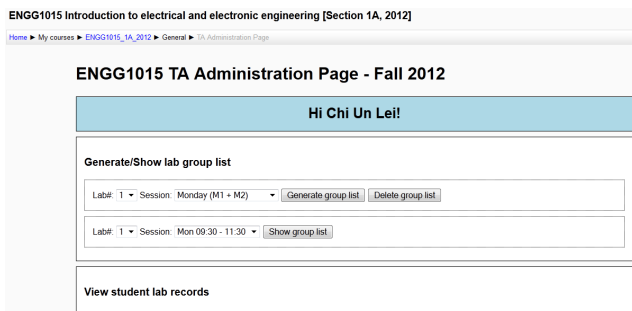 ENGG1015 Introduction to electrical and electronic engineering [Section 1A, 2012]
Home ► My courses ► ENGG1015_1A_2012 ► General ► TA Administration Page
ENGG1015 TA Administration Page - Fall 2012
Hi Chi Un Lei!
Generate/Show lab group list
Lab#: 1 Session: Monday (M1 + M2) Generate group list Delete group list
Lab#: 1 Session: Mon 09:30 - 11:30 Show group list
View student lab records